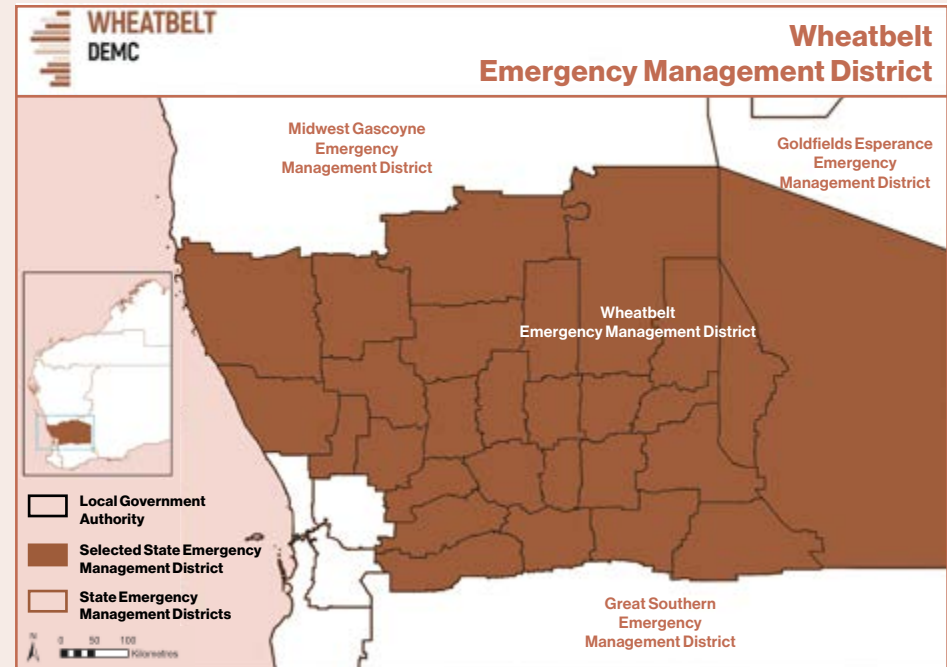 WHEATBELT
DEMC
Wheatbelt
Emergency Management District
Midwest Gascoyne
Emergency
Management District
Goldfields Esperance
Emergency
Management District
Wheatbelt
Emergency Management District
Local Government
Authority
Selected State Emergency
Management District
State Emergency
Management Districts
N
0 50 100
Kilometres
Great Southern
Emergency
Management District